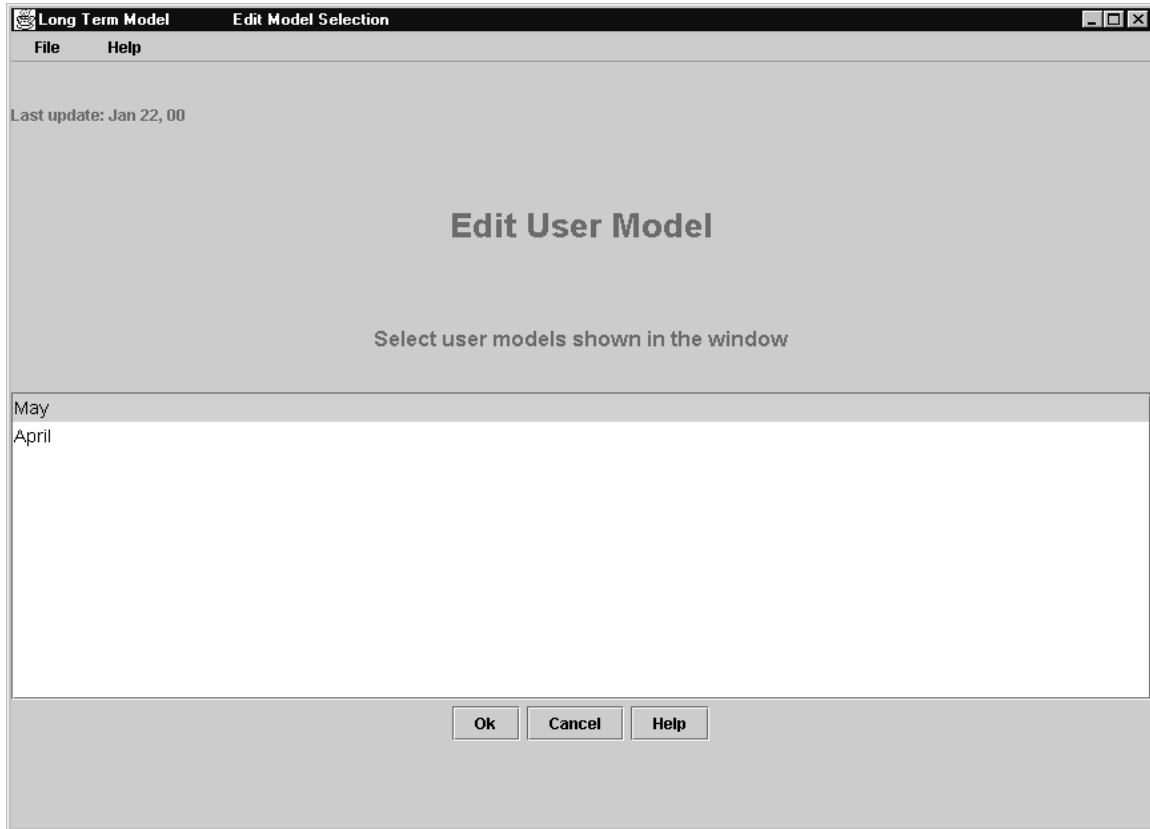 Long Term Model Edit Model Selection
File Help
Last update: Jan 22, 00
Edit User Model
Select user models shown in the window
May
April
Ok Cancel Help